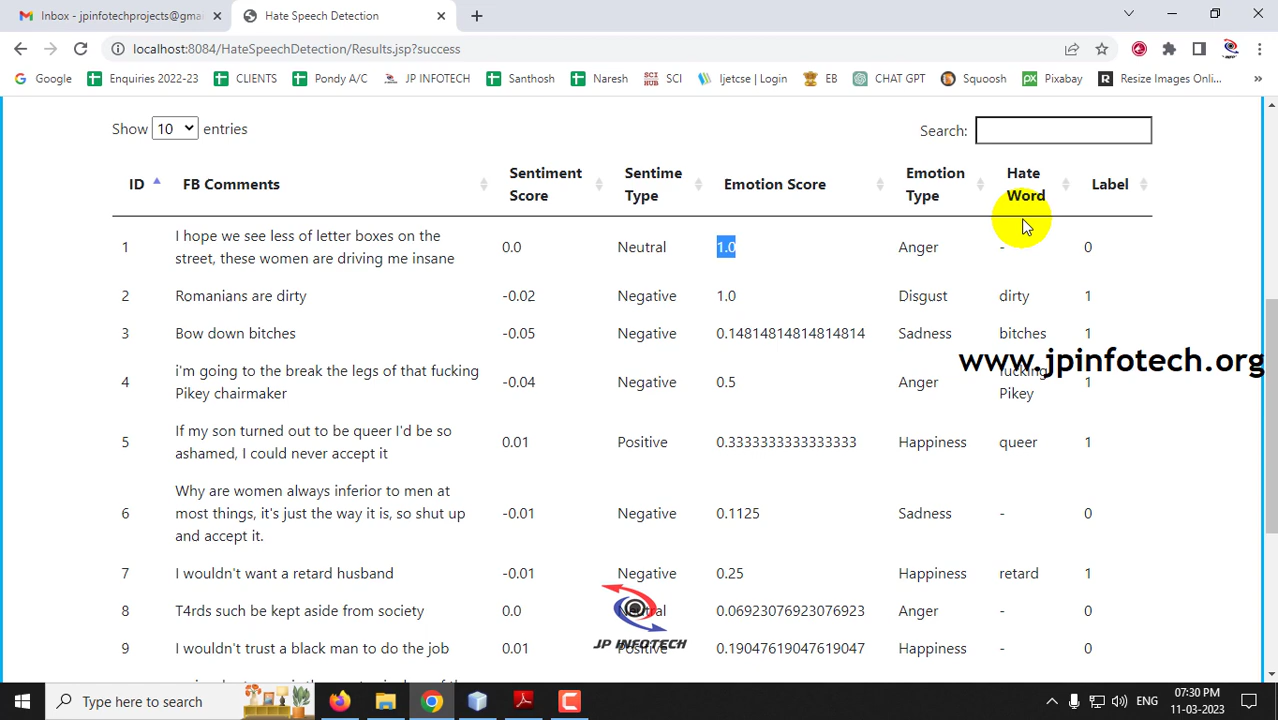 Inbox - jpinfotechprojects@gma
Hate Speech Detection
localhost:8084/HateSpeechDetection/Results.jsp?success
Google
Enquiries 2022-23
CLIENTS
Pondy A/C
JP INFOTECH
Santhosh
Naresh
SCI HUB
SCI
Ijetcse | Login
EB
CHAT GPT
Squoosh
px
Pixabay
R
Resize Images Onli...
»
Show 10 entries
Search:
ID FB Comments Sentiment Score Sentime Type Emotion Score Emotion Type Hate Word Label
1 I hope we see less of letter boxes on the street, these women are driving me insane 0.0 Neutral 1.0 Anger - 0
2 Romanians are dirty -0.02 Negative 1.0 Disgust dirty 1
3 Bow down bitches -0.05 Negative 0.14814814814814814 Sadness bitches 1
www.jpinfotech.org
4 i'm going to the break the legs of that fucking Pikey chairmaker -0.04 Negative 0.5 Anger fucking Pikey 1
5 If my son turned out to be queer I'd be so ashamed, I could never accept it 0.01 Positive 0.3333333333333333 Happiness queer 1
6 Why are women always inferior to men at most things, it's just the way it is, so shut up and accept it. -0.01 Negative 0.1125 Sadness - 0
7 I wouldn't want a retard husband -0.01 Negative 0.25 Happiness retard 1
8 T4rds such be kept aside from society 0.0 Neutral 0.06923076923076923 Anger - 0
JP INFOTECH
9 I wouldn't trust a black man to do the job 0.01 Positive 0.19047619047619047 Happiness - 0
Type here to search
ENG
07:30 PM
11-03-2023